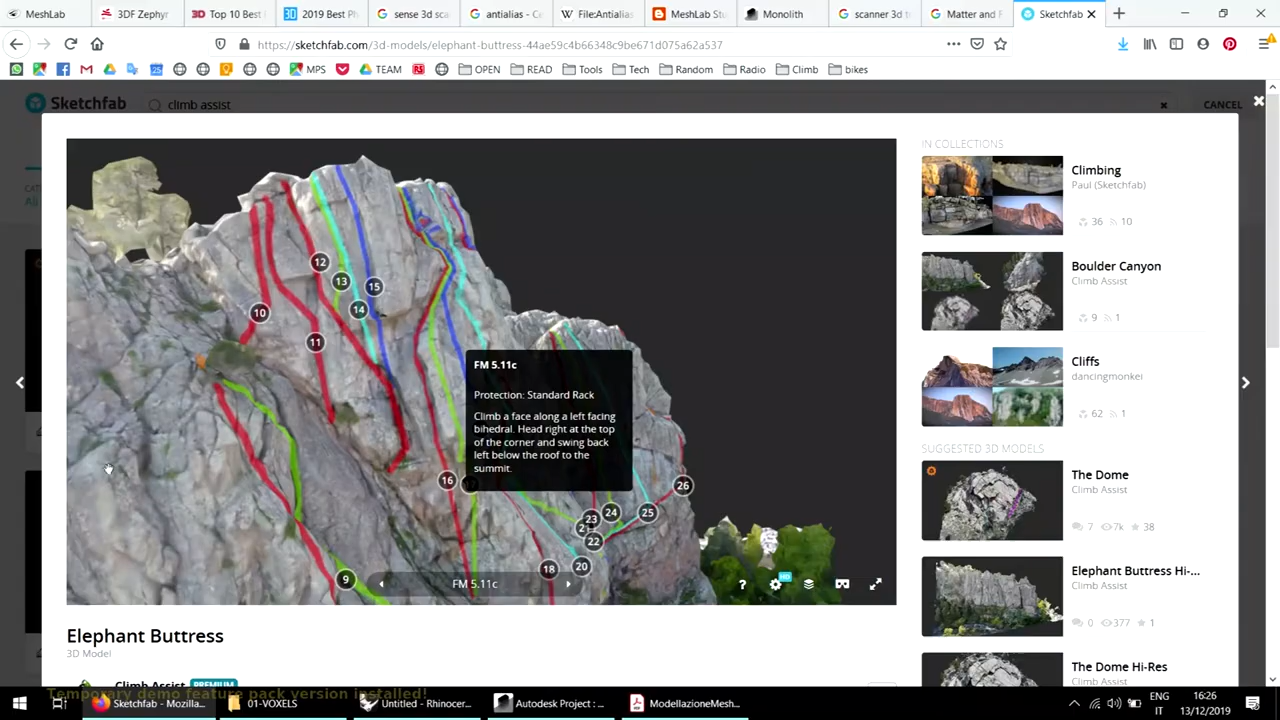 MeshLab
3DF Zephyr
Top 10 Best
2019 Best Ph
sense 3d sca
antialias - Ce
File:Antialias
MeshLab Stu
Monolith
scanner 3d t
Matter and F
Sketchfab
https://sketchfab.com/3d-models/elephant-buttress-44ae59c4b66348c9be671d075a62a537
MPS
TEAM
OPEN
READ
Tools
Tech
Random
Radio
Climb
bikes
Sketchfab
climb assist
CANCEL
IN COLLECTIONS
Climbing
Paul (Sketchfab)
36 10
Boulder Canyon
Climb Assist
9 1
Cliffs
dancingmonkei
62 1
SUGGESTED 3D MODELS
The Dome
Climb Assist
7 7k 38
Elephant Buttress Hi-...
Climb Assist
0 377 1
The Dome Hi-Res
Climb Assist
12
13
15
14
10
11
FM 5.11c
Protection: Standard Rack
Climb a face along a left facing
bihedral. Head right at the top
of the corner and swing back
left below the roof to the
summit.
16
26
24
25
23
22
20
18
9
FM 5.11c
HD
Elephant Buttress
3D Model
Climb Assist PREMIUM
Temporary demo feature pack version installed!
Sketchfab - Mozilla...
01-VOXELS
Untitled - Rhinocer...
Autodesk Project : ...
ModellazioneMesh...
ENG
IT
16:26
13/12/2019